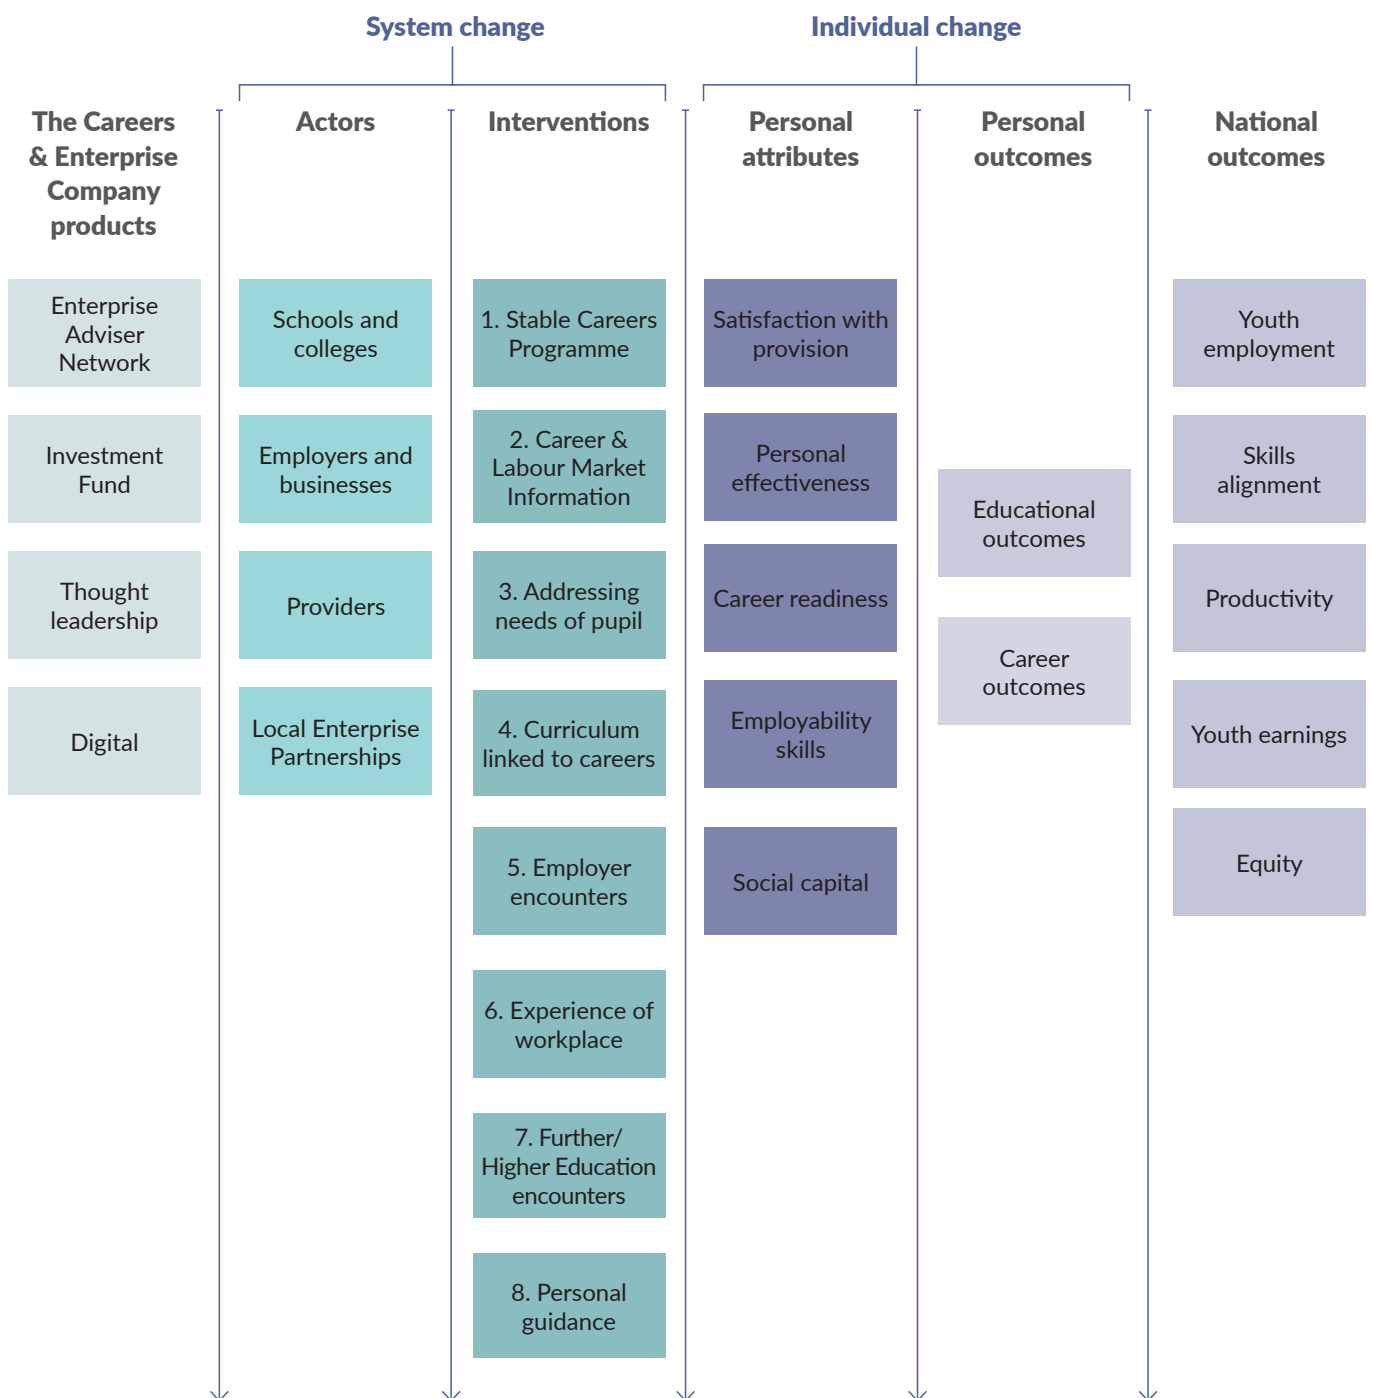 System change
Individual change
The Careers
& Enterprise
Company
products
Actors
Interventions
Personal
attributes
Personal
outcomes
National
outcomes
Enterprise
Adviser
Network
Investment
Fund
Thought
leadership
Digital
Schools and
colleges
Employers and
businesses
Providers
Local Enterprise
Partnerships
1. Stable Careers
Programme
2. Career &
Labour Market
Information
3. Addressing
needs of pupil
4. Curriculum
linked to careers
5. Employer
encounters
6. Experience of
workplace
7. Further/
Higher Education
encounters
8. Personal
guidance
Satisfaction with
provision
Personal
effectiveness
Career readiness
Employability
skills
Social capital
Educational
outcomes
Career
outcomes
Youth
employment
Skills
alignment
Productivity
Youth earnings
Equity